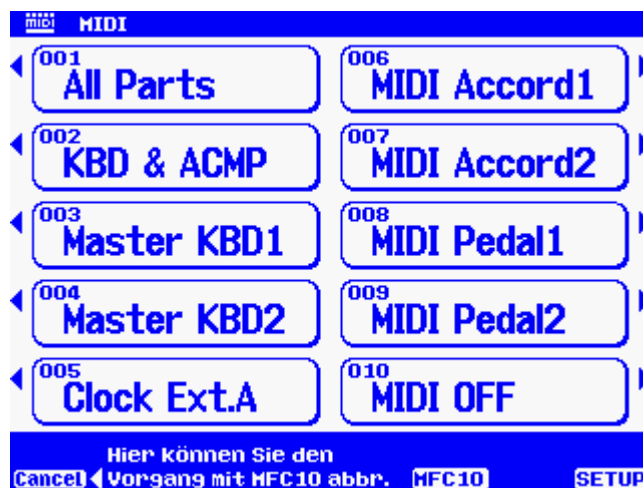 midi MIDI
001
All Parts
002
KBD & ACMP
003
Master KBD1
004
Master KBD2
005
Clock Ext.A
006
MIDI Accord1
007
MIDI Accord2
008
MIDI Pedal1
009
MIDI Pedal2
010
MIDI OFF
Hier können Sie den
Cancel Vorgang mit MFC10 abbr. MFC10 SETUP